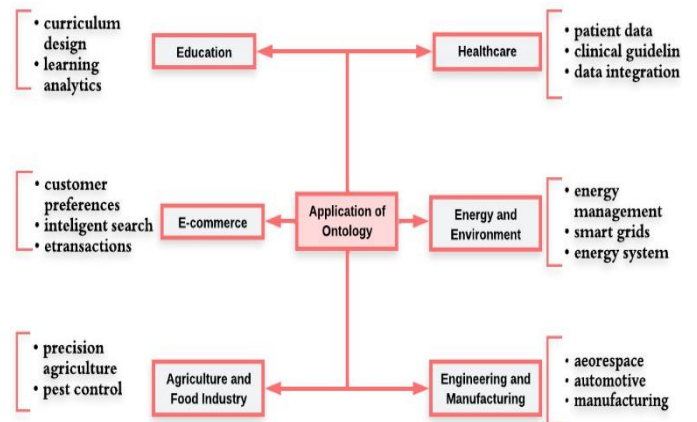 • curriculum
design
• learning
analytics
Education
Healthcare
• patient data
• clinical guidelin
• data integration
• customer
preferences
• inteligent search
• etransactions
E-commerce
Application of
Ontology
Energy and
Environment
• energy
management
• smart grids
• energy system
• precision
agriculture
• pest control
Agriculture and
Food Industry
Engineering and
Manufacturing
• aeorespace
• automotive
• manufacturing